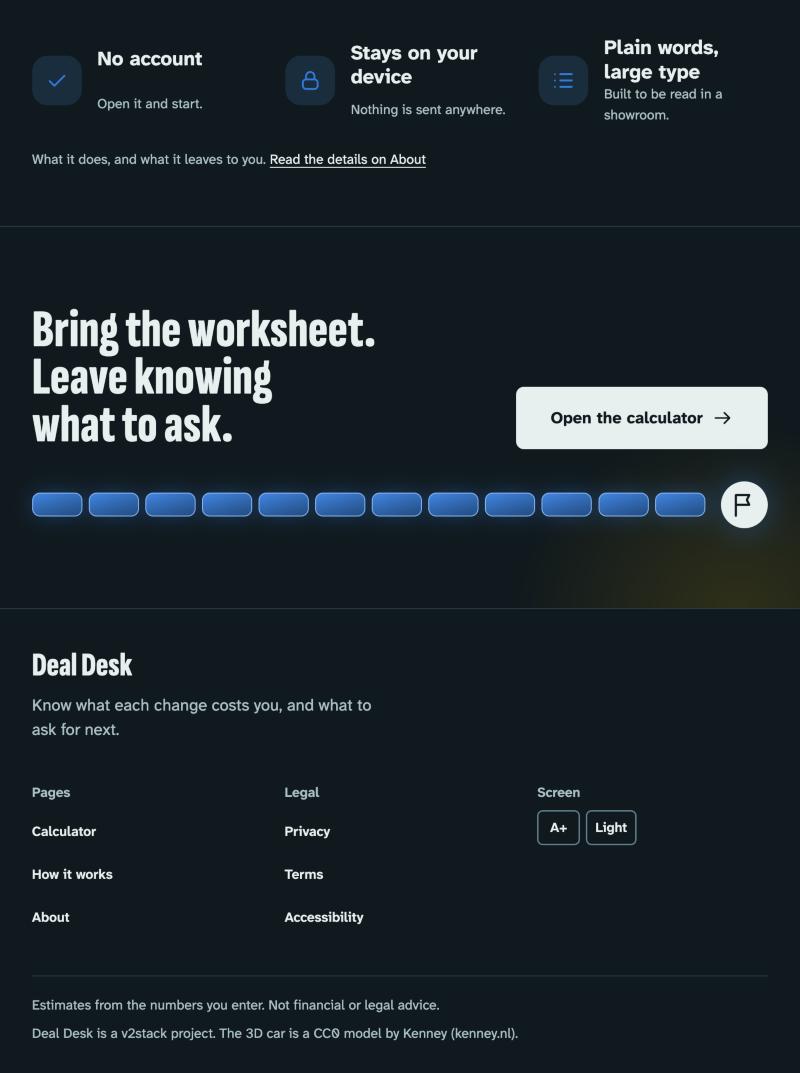 No account
Open it and start.
Stays on your
device
Nothing is sent anywhere.
Plain words,
large type
Built to be read in a
showroom.
What it does, and what it leaves to you. Read the details on About
Bring the worksheet.
Leave knowing
what to ask.
Open the calculator
Deal Desk
Know what each change costs you, and what to
ask for next.
Pages
Calculator
How it works
About
Legal
Privacy
Terms
Accessibility
Screen
A+
Light
Estimates from the numbers you enter. Not financial or legal advice.
Deal Desk is a v2stack project. The 3D car is a CC0 model by Kenney (kenney.nl).